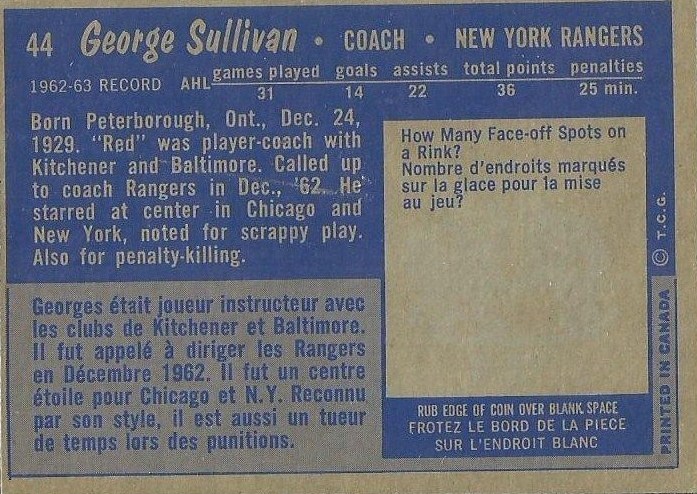 44 George Sullivan • COACH • NEW YORK RANGERS
1962-63 RECORD AHL games played goals assists total points penalties
31 14 22 36 25 min.
Born Peterborough, Ont., Dec. 24,
1929. "Red" was player-coach with
Kitchener and Baltimore. Called up
to coach Rangers in Dec., '62. He
starred at center in Chicago and
New York, noted for scrappy play.
Also for penalty-killing.
Georges était joueur instructeur avec
les clubs de Kitchener et Baltimore.
Il fut appelé à diriger les Rangers
en Décembre 1962. Il fut un centre
étoile pour Chicago et N.Y. Reconnu
par son style, il est aussi un tueur
de temps lors des punitions.
How Many Face-off Spots on
a Rink?
Nombre d'endroits marqués
sur la glace pour la mise
au jeu?
RUB EDGE OF COIN OVER BLANK SPACE
FROTEZ LE BORD DE LA PIECE
SUR L'ENDROIT BLANC
PRINTED IN CANADA © T.C.G.